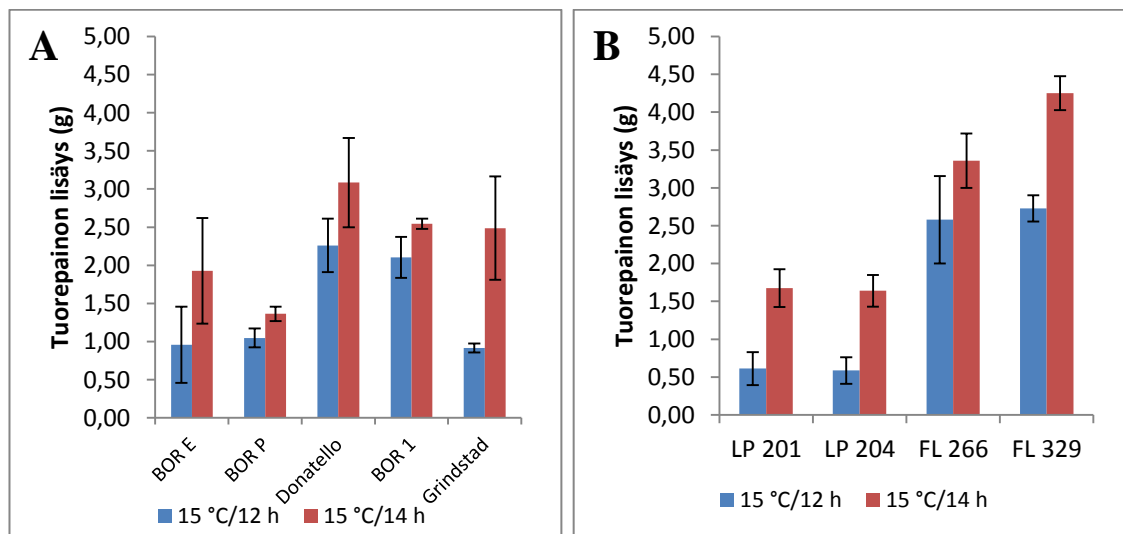 A
Tuorepainon lisäys (g)
5,00
4,50
4,00
3,50
3,00
2,50
2,00
1,50
1,00
0,50
0,00
BOR E
BOR P
Donatello
BOR 1
Grindstad
15 °C/12 h
15 °C/14 h
B
Tuorepainon lisäys (g)
5,00
4,50
4,00
3,50
3,00
2,50
2,00
1,50
1,00
0,50
0,00
LP 201
LP 204
FL 266
FL 329
15 °C/12 h
15 °C/14 h